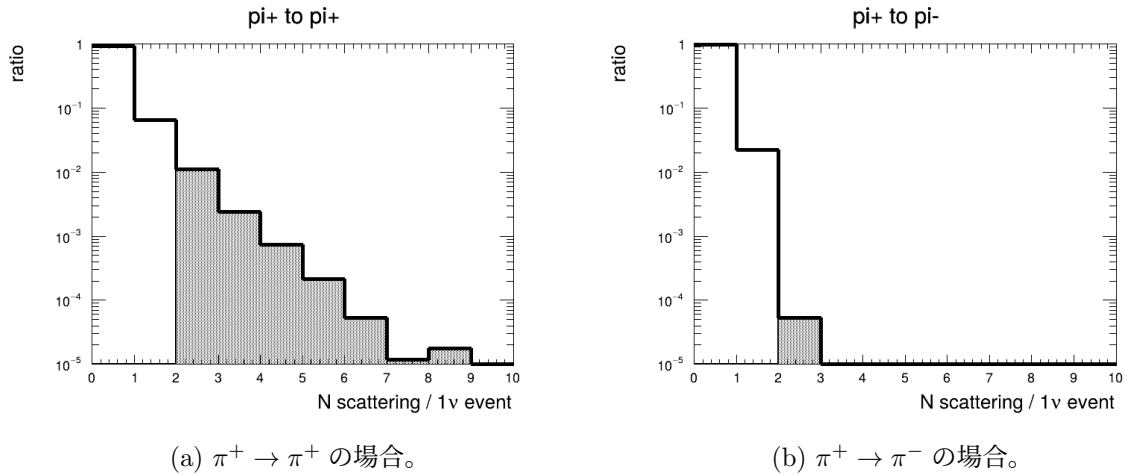 pi+ to pi+
ratio
1
10⁻¹
10⁻²
10⁻³
10⁻⁴
10⁻⁵
0 1 2 3 4 5 6 7 8 9 10
N scattering / 1ν event
(a) π⁺ → π⁺ の場合。
pi+ to pi-
ratio
1
10⁻¹
10⁻²
10⁻³
10⁻⁴
10⁻⁵
0 1 2 3 4 5 6 7 8 9 10
N scattering / 1ν event
(b) π⁺ → π⁻ の場合。